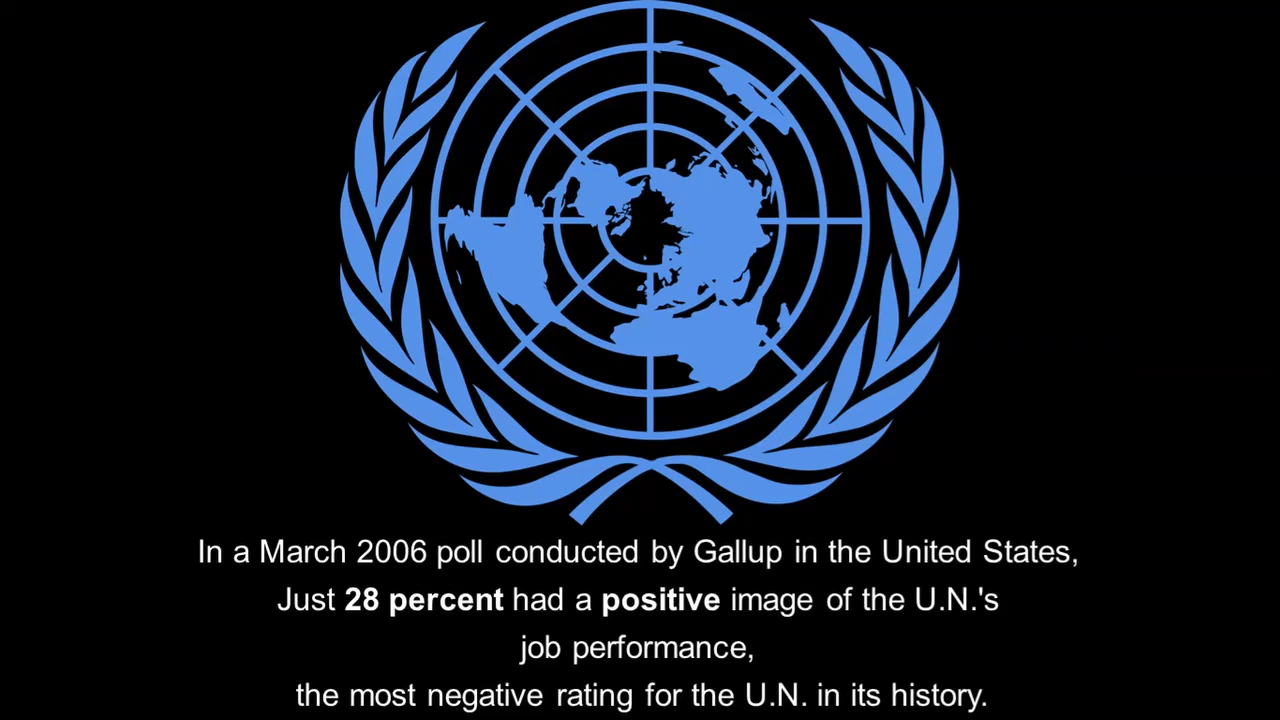 In a March 2006 poll conducted by Gallup in the United States,
Just 28 percent had a positive image of the U.N.'s
job performance,
the most negative rating for the U.N. in its history.